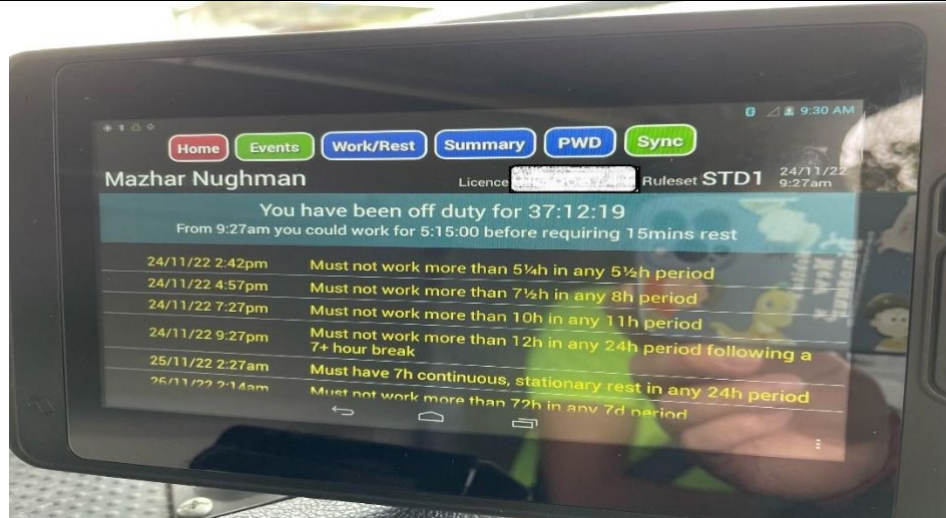 9:30 AM
Home Events Work/Rest Summary PWD Sync
Mazhar Nughman Licence Ruleset STD1 24/11/22
9:27am
You have been off duty for 37:12:19
From 9:27am you could work for 5:15:00 before requiring 15mins rest
24/11/22 2:42pm Must not work more than 5¼h in any 5½h period
24/11/22 4:57pm Must not work more than 7½h in any 8h period
24/11/22 7:27pm Must not work more than 10h in any 11h period
24/11/22 9:27pm Must not work more than 12h in any 24h period following a
7+ hour break
25/11/22 2:27am Must have 7h continuous, stationary rest in any 24h period
26/11/22 2:14am Must not work more than 72h in any 7d period